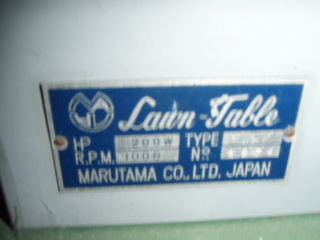 Lawn-Table
HP 200W TYPE
R.P.M. 1000 No
MARUTAMA CO., LTD. JAPAN